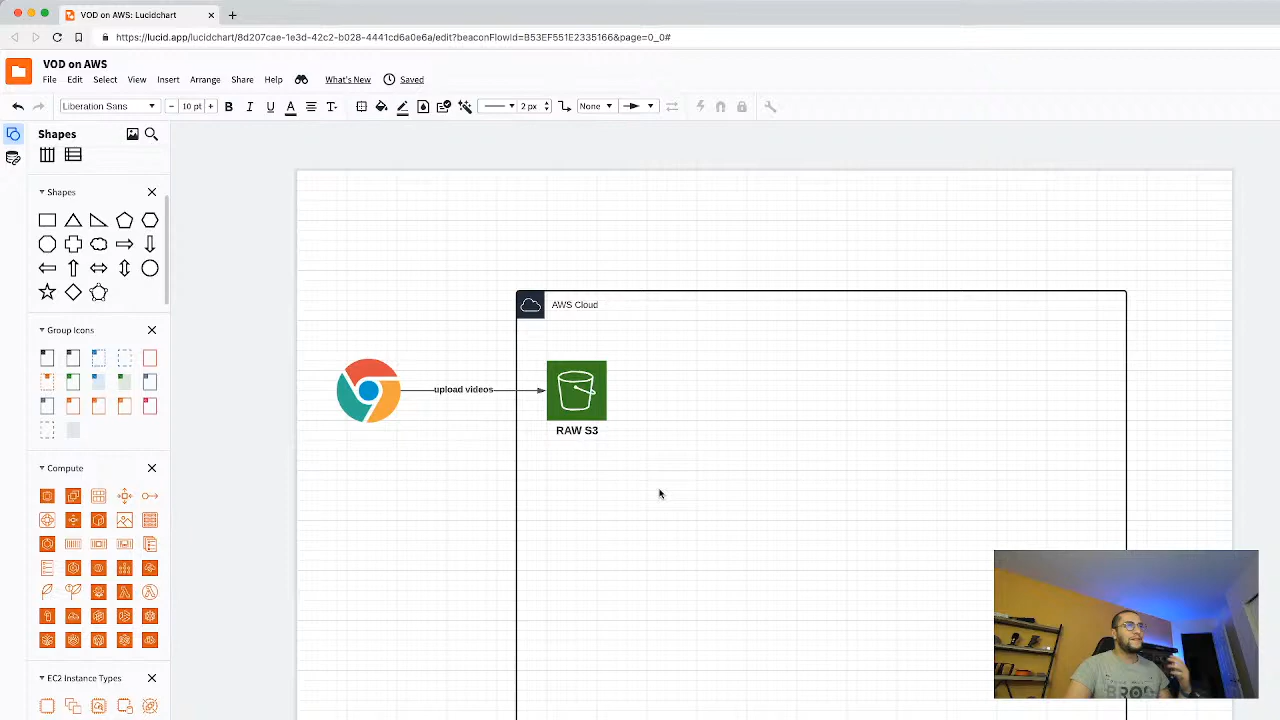 VOD on AWS: Lucidchart
https://lucid.app/lucidchart/8d207cae-1e3d-42c2-b028-4441cd6a0e6a/edit?beaconFlowId=B53EF551E2335166&page=0_0#
VOD on AWS
File Edit Select View Insert Arrange Share Help What's New Saved
Liberation Sans 10 pt B I U A T 2 px None
Shapes
Shapes
Group Icons
Compute
EC2 Instance Types
AWS Cloud
upload videos
RAW S3